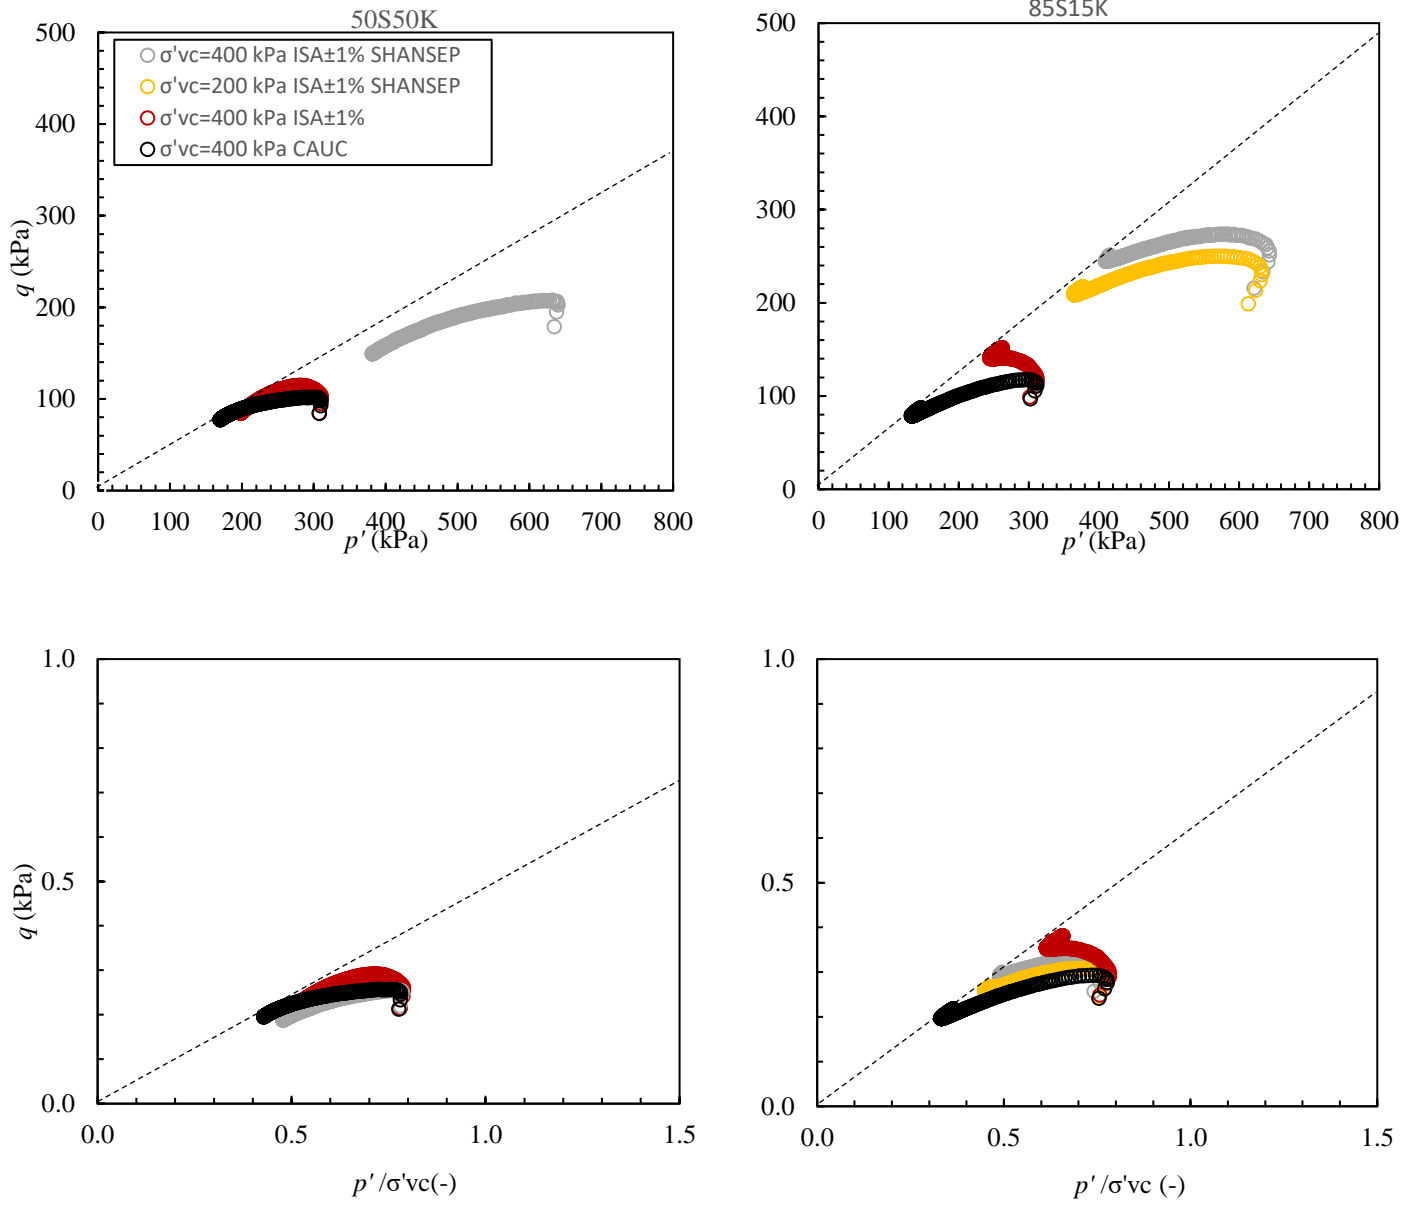 50S50K
85S15K
500
400
300
200
100
0
q (kPa)
σ'vc=400 kPa ISA±1% SHANSEP
σ'vc=200 kPa ISA±1% SHANSEP
σ'vc=400 kPa ISA±1%
σ'vc=400 kPa CAUC
0 100 200 300 400 500 600 700 800
p' (kPa)
500
400
300
200
100
0
0 100 200 300 400 500 600 700 800
p' (kPa)
1.0
0.5
0.0
q (kPa)
0.0 0.5 1.0 1.5
p' /σ'vc(-)
1.0
0.5
0.0
0.0 0.5 1.0 1.5
p' /σ'vc (-)